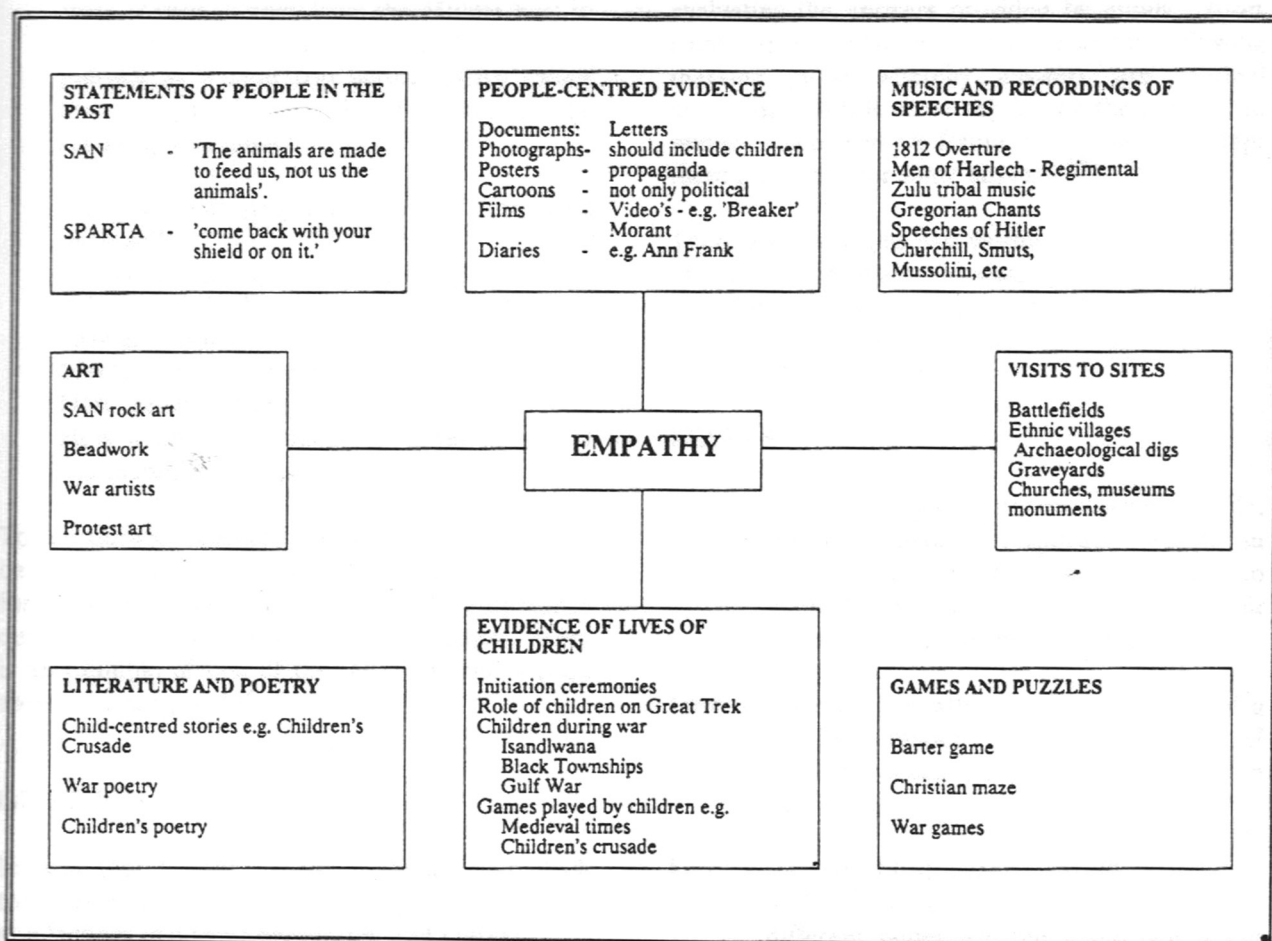 STATEMENTS OF PEOPLE IN THE
PAST
SAN - 'The animals are made
to feed us, not us the
animals'.
SPARTA - 'come back with your
shield or on it.'
PEOPLE-CENTRED EVIDENCE
Documents: Letters
Photographs- should include children
Posters - propaganda
Cartoons - not only political
Films - Video's - e.g. 'Breaker'
Morant
Diaries - e.g. Ann Frank
MUSIC AND RECORDINGS OF
SPEECHES
1812 Overture
Men of Harlech - Regimental
Zulu tribal music
Gregorian Chants
Speeches of Hitler
Churchill, Smuts,
Mussolini, etc
ART
SAN rock art
Beadwork
War artists
Protest art
EMPATHY
VISITS TO SITES
Battlefields
Ethnic villages
Archaeological digs
Graveyards
Churches, museums
monuments
LITERATURE AND POETRY
Child-centred stories e.g. Children's
Crusade
War poetry
Children's poetry
EVIDENCE OF LIVES OF
CHILDREN
Initiation ceremonies
Role of children on Great Trek
Children during war
Isandlwana
Black Townships
Gulf War
Games played by children e.g.
Medieval times
Children's crusade
GAMES AND PUZZLES
Barter game
Christian maze
War games